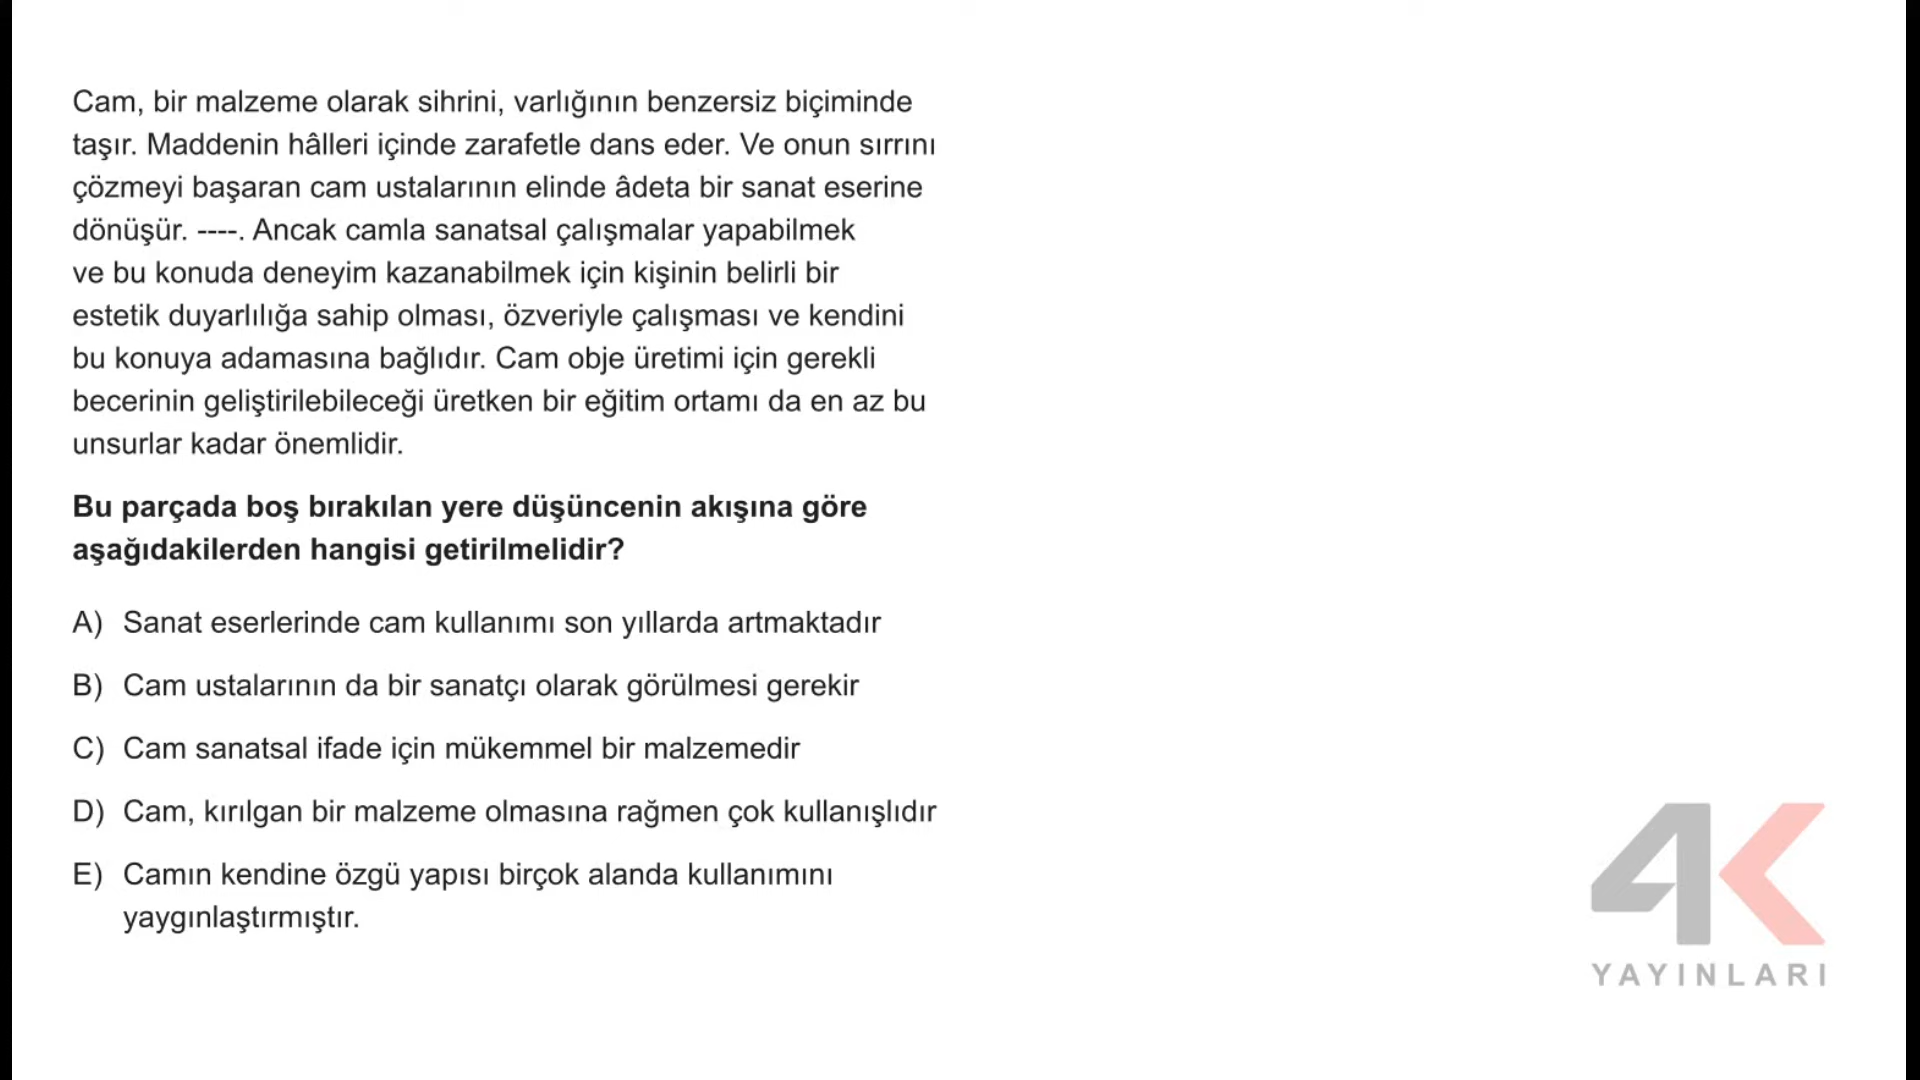 Cam, bir malzeme olarak sihrini, varlığının benzersiz biçiminde
taşır. Maddenin hâlleri içinde zarafetle dans eder. Ve onun sırrını
çözmeyi başaran cam ustalarının elinde âdeta bir sanat eserine
dönüşür. ----. Ancak camla sanatsal çalışmalar yapabilmek
ve bu konuda deneyim kazanabilmek için kişinin belirli bir
estetik duyarlılığa sahip olması, özveriyle çalışması ve kendini
bu konuya adamasına bağlıdır. Cam obje üretimi için gerekli
becerinin geliştirilebileceği üretken bir eğitim ortamı da en az bu
unsurlar kadar önemlidir.
Bu parçada boş bırakılan yere düşüncenin akışına göre
aşağıdakilerden hangisi getirilmelidir?
A) Sanat eserlerinde cam kullanımı son yıllarda artmaktadır
B) Cam ustalarının da bir sanatçı olarak görülmesi gerekir
C) Cam sanatsal ifade için mükemmel bir malzemedir
D) Cam, kırılgan bir malzeme olmasına rağmen çok kullanışlıdır
E) Camın kendine özgü yapısı birçok alanda kullanımını
yaygınlaştırmıştır.
4K
YAYINLARI